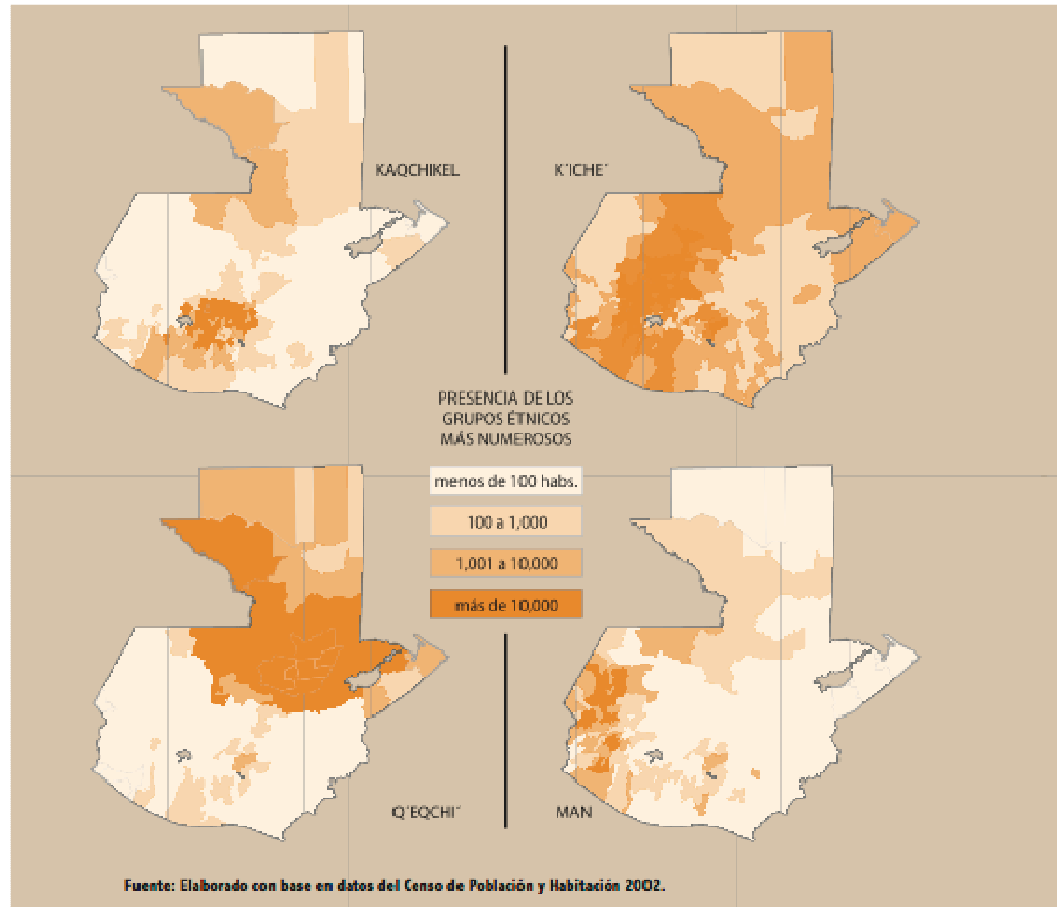 KAQCHIKEL
K'ICHE'
PRESENCIA DE LOS
GRUPOS ÉTNICOS
MÁS NUMEROSOS
menos de 100 habs.
100 a 1,000
1,001 a 10,000
más de 10,000
Q'EQCHI'
MAN
Fuente: Elaborado con base en datos del Censo de Población y Habitación 2002.